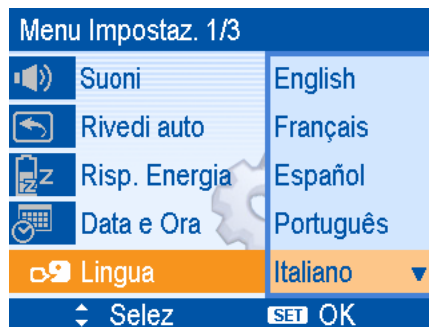 Menu Impostaz. 1/3
Suoni English
Rivedi auto Français
Risp. Energia Español
Data e Ora Português
Lingua Italiano
Selez SET OK